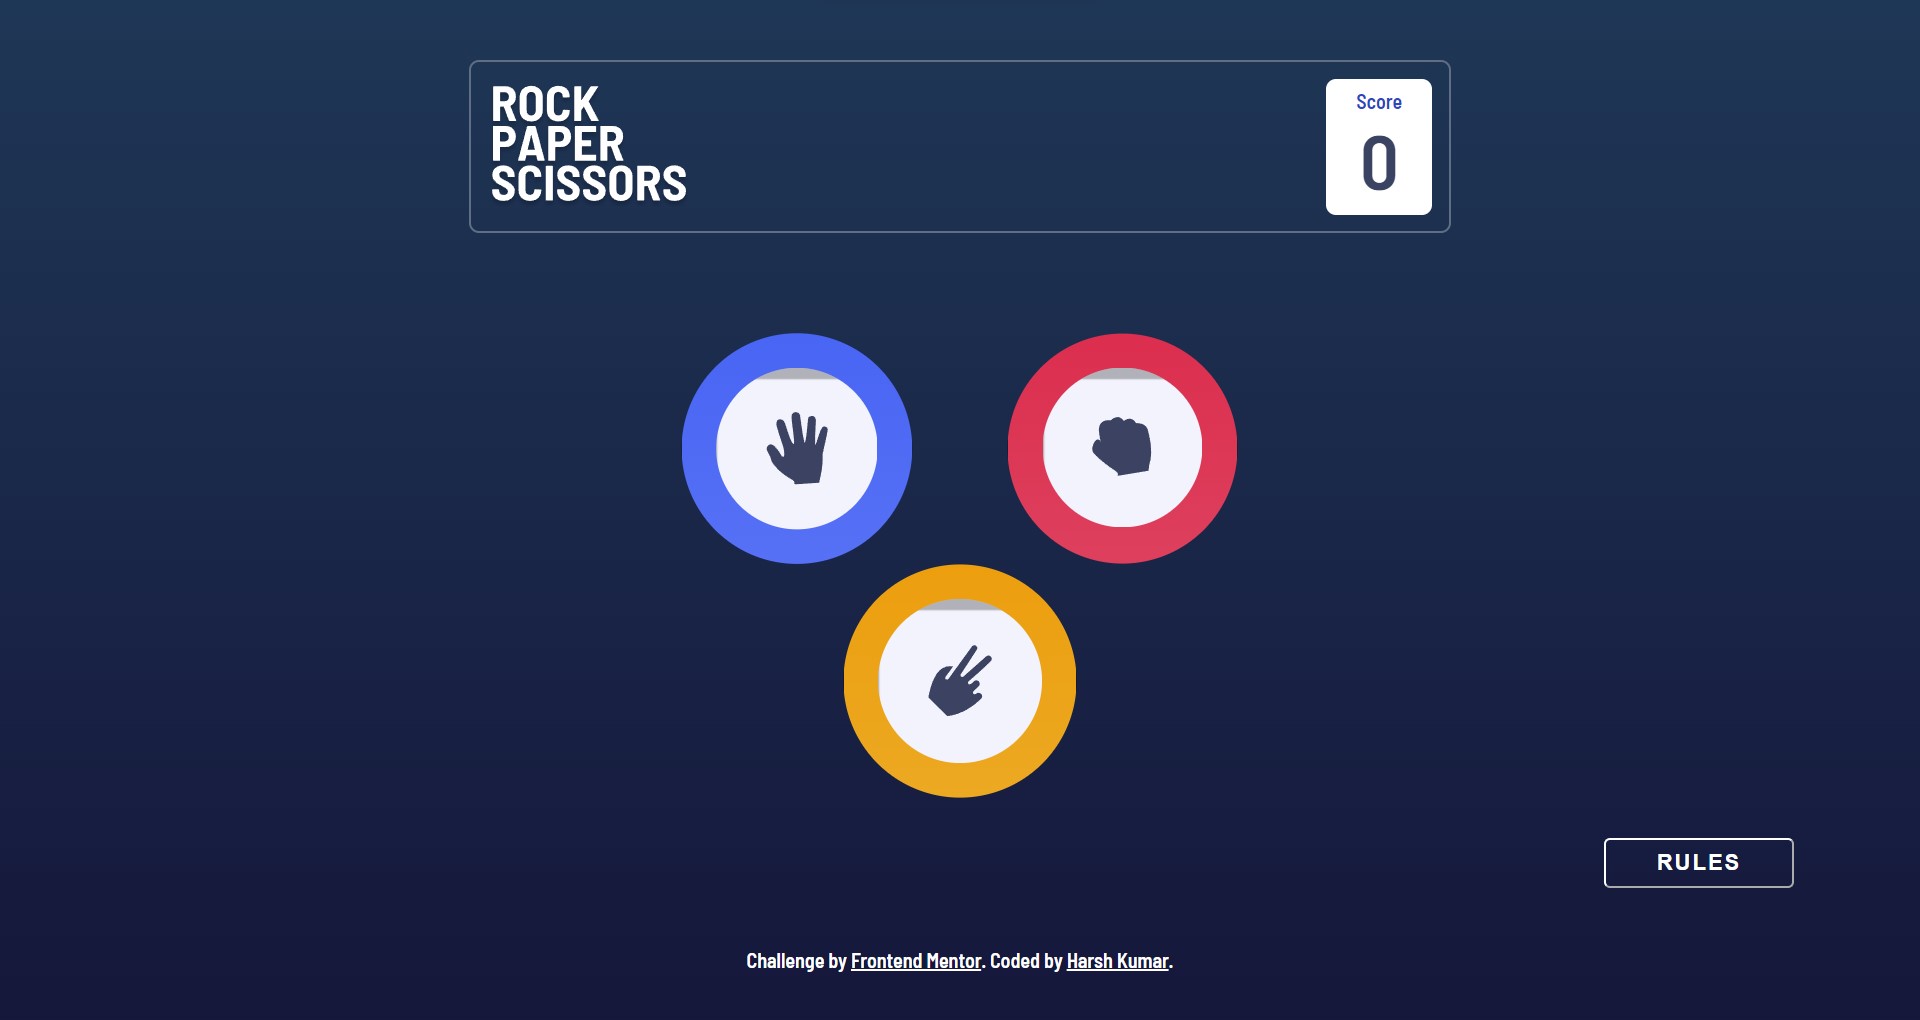 ROCK
PAPER
SCISSORS
Score
0
RULES
Challenge by Frontend Mentor. Coded by Harsh Kumar.